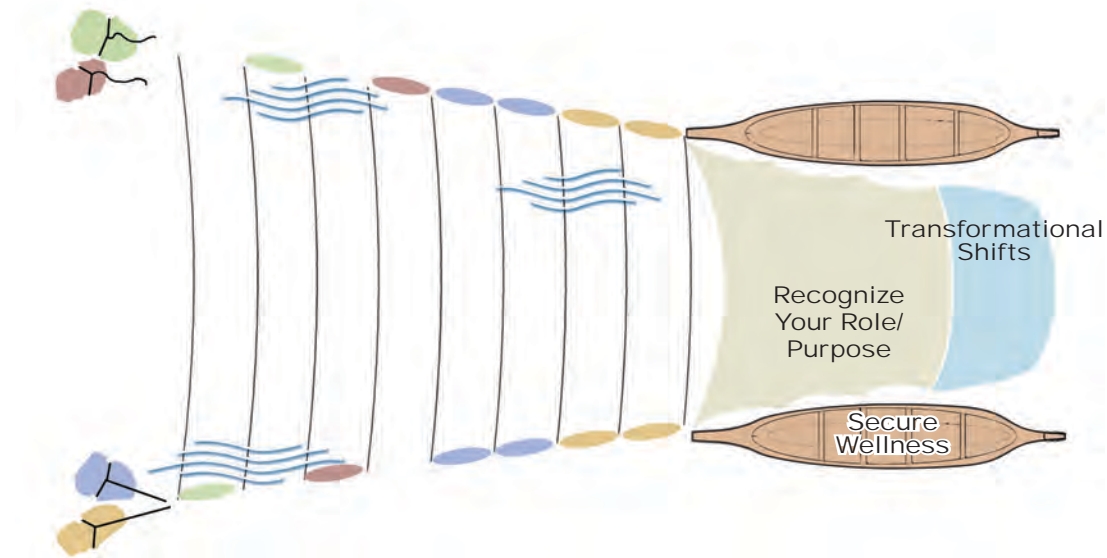 Transformational
Shifts
Recognize
Your Role/
Purpose
Secure
Wellness